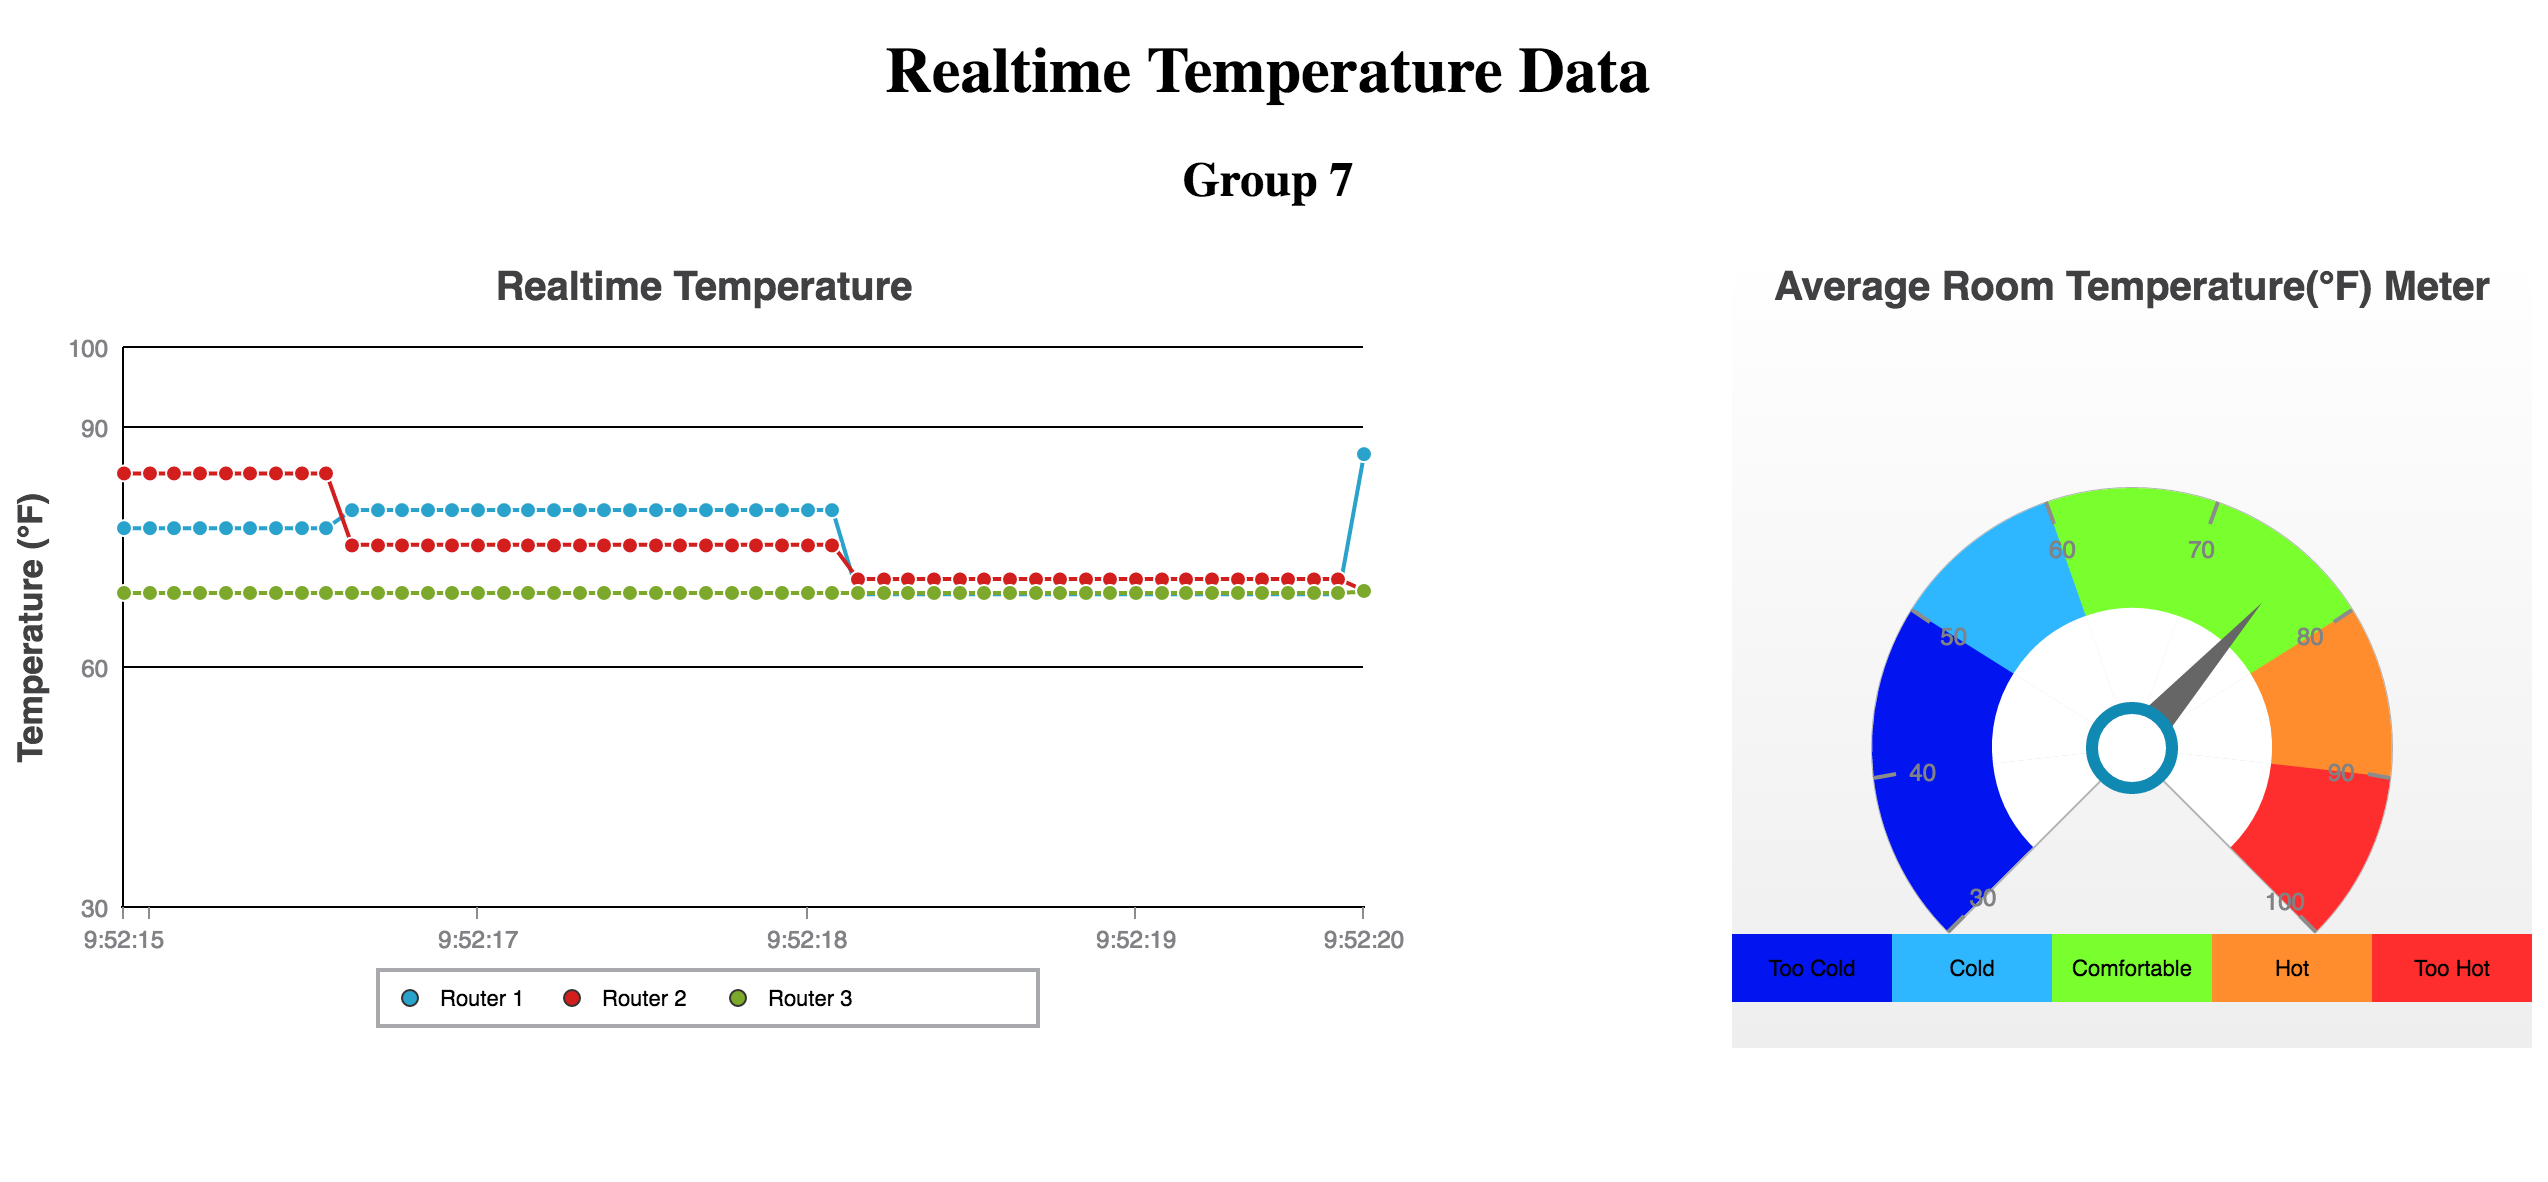 Realtime Temperature Data
Group 7
Realtime Temperature
Temperature (°F)
100
90
60
30
9:52:15
9:52:17
9:52:18
9:52:19
9:52:20
Router 1
Router 2
Router 3
Average Room Temperature(°F) Meter
30
40
50
60
70
80
90
100
Too Cold
Cold
Comfortable
Hot
Too Hot